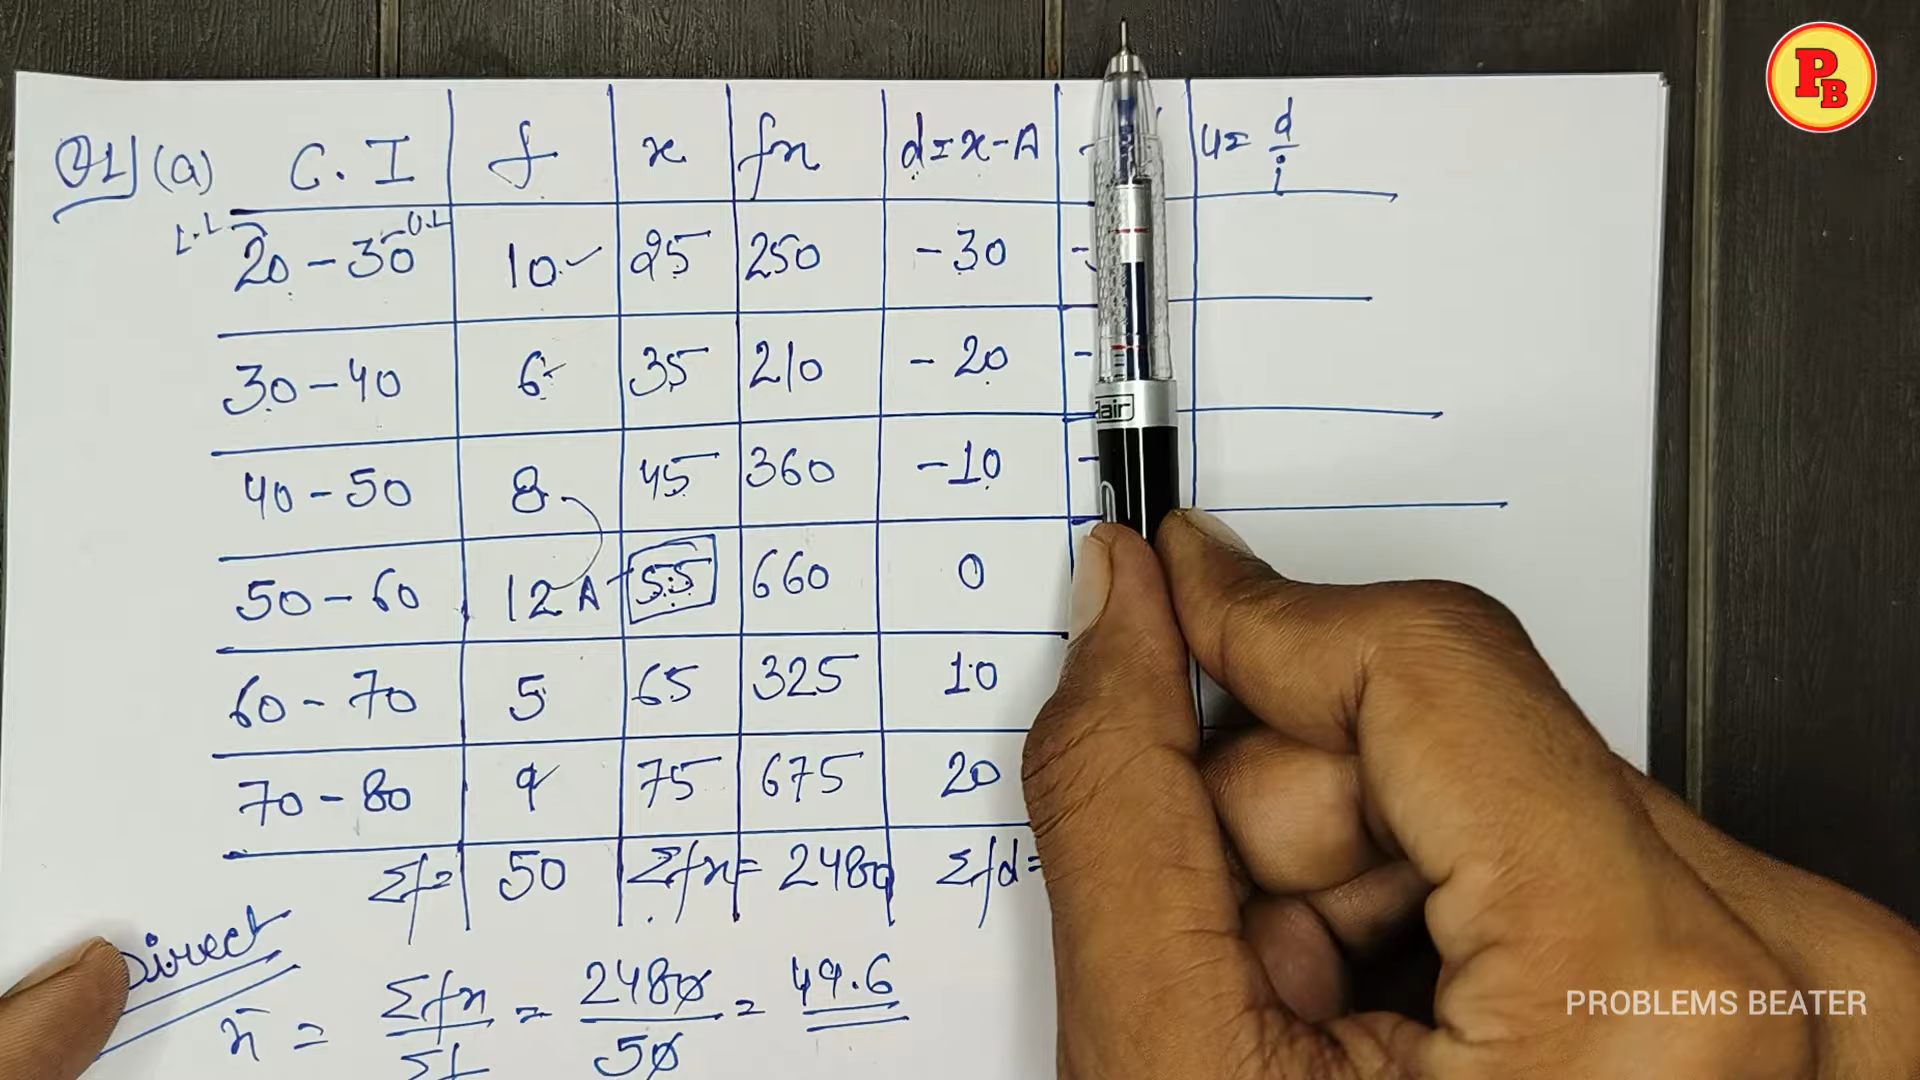 PB
Q1) (a) C.I f x fx d=x-A u= d/i
L.L 20-30 U.L 10 25 250 -30
30-40 6 35 210 -20
40-50 8 45 360 -10
50-60 12 A 55 660 0
60-70 5 65 325 10
70-80 9 75 675 20
Σf= 50 Σfx= 2480 Σfd=
Direct
x̄ = Σfx/Σf = 2480/50 = 49.6
flair
PROBLEMS BEATER